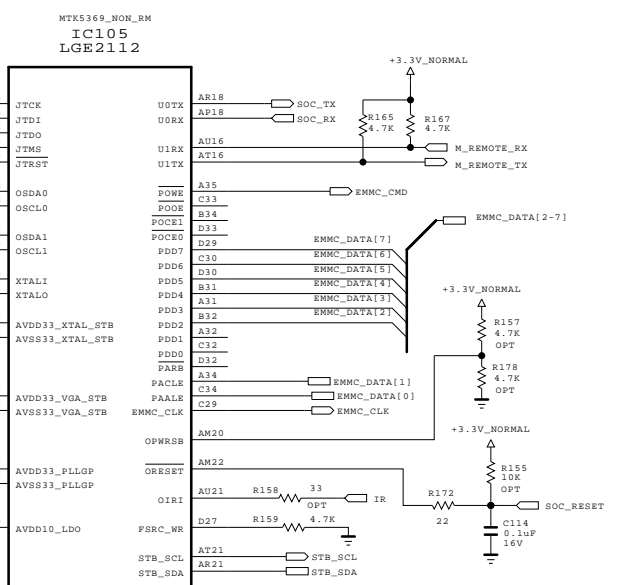 MTK5369_NON_RM
IC105
LGE2112
+3.3V_NORMAL
JTCK U0TX AR18 SOC_TX
JTDI U0RX AP18 SOC_RX
R165 4.7K
R167 4.7K
JTDO
JTMS U1RX AU16 M_REMOTE_RX
JTRST U1TX AT16 M_REMOTE_TX
OSDA0 POWE A35 EMMC_CMD
OSCL0 POOE C33
POCE1 B34
OSDA1 POCE0 D33
EMMC_DATA[2-7]
OSCL1 PDD7 D29 EMMC_DATA[7]
PDD6 C30 EMMC_DATA[6]
XTALI PDD5 D30 EMMC_DATA[5]
XTALO PDD4 B31 EMMC_DATA[4]
PDD3 A31 EMMC_DATA[3]
AVDD33_XTAL_STB PDD2 B32 EMMC_DATA[2]
AVSS33_XTAL_STB PDD1 A32
PDD0 C32
PARB D32
+3.3V_NORMAL
R157
4.7K
OPT
R178
4.7K
OPT
PACLE A34 EMMC_DATA[1]
AVDD33_VGA_STB PAALE C34 EMMC_DATA[0]
AVSS33_VGA_STB EMMC_CLK C29 EMMC_CLK
OPWRSB AM20
+3.3V_NORMAL
AVDD33_PLLGP ORESET AM22
AVSS33_PLLGP
R155
10K
OPT
OIRI AU21 R158 33 IR
OPT
R172
22
SOC_RESET
AVDD10_LDO FSRC_WR D27 R159 4.7K
C114
0.1uF
16V
STB_SCL AT21 STB_SCL
STB_SDA AR21 STB_SDA